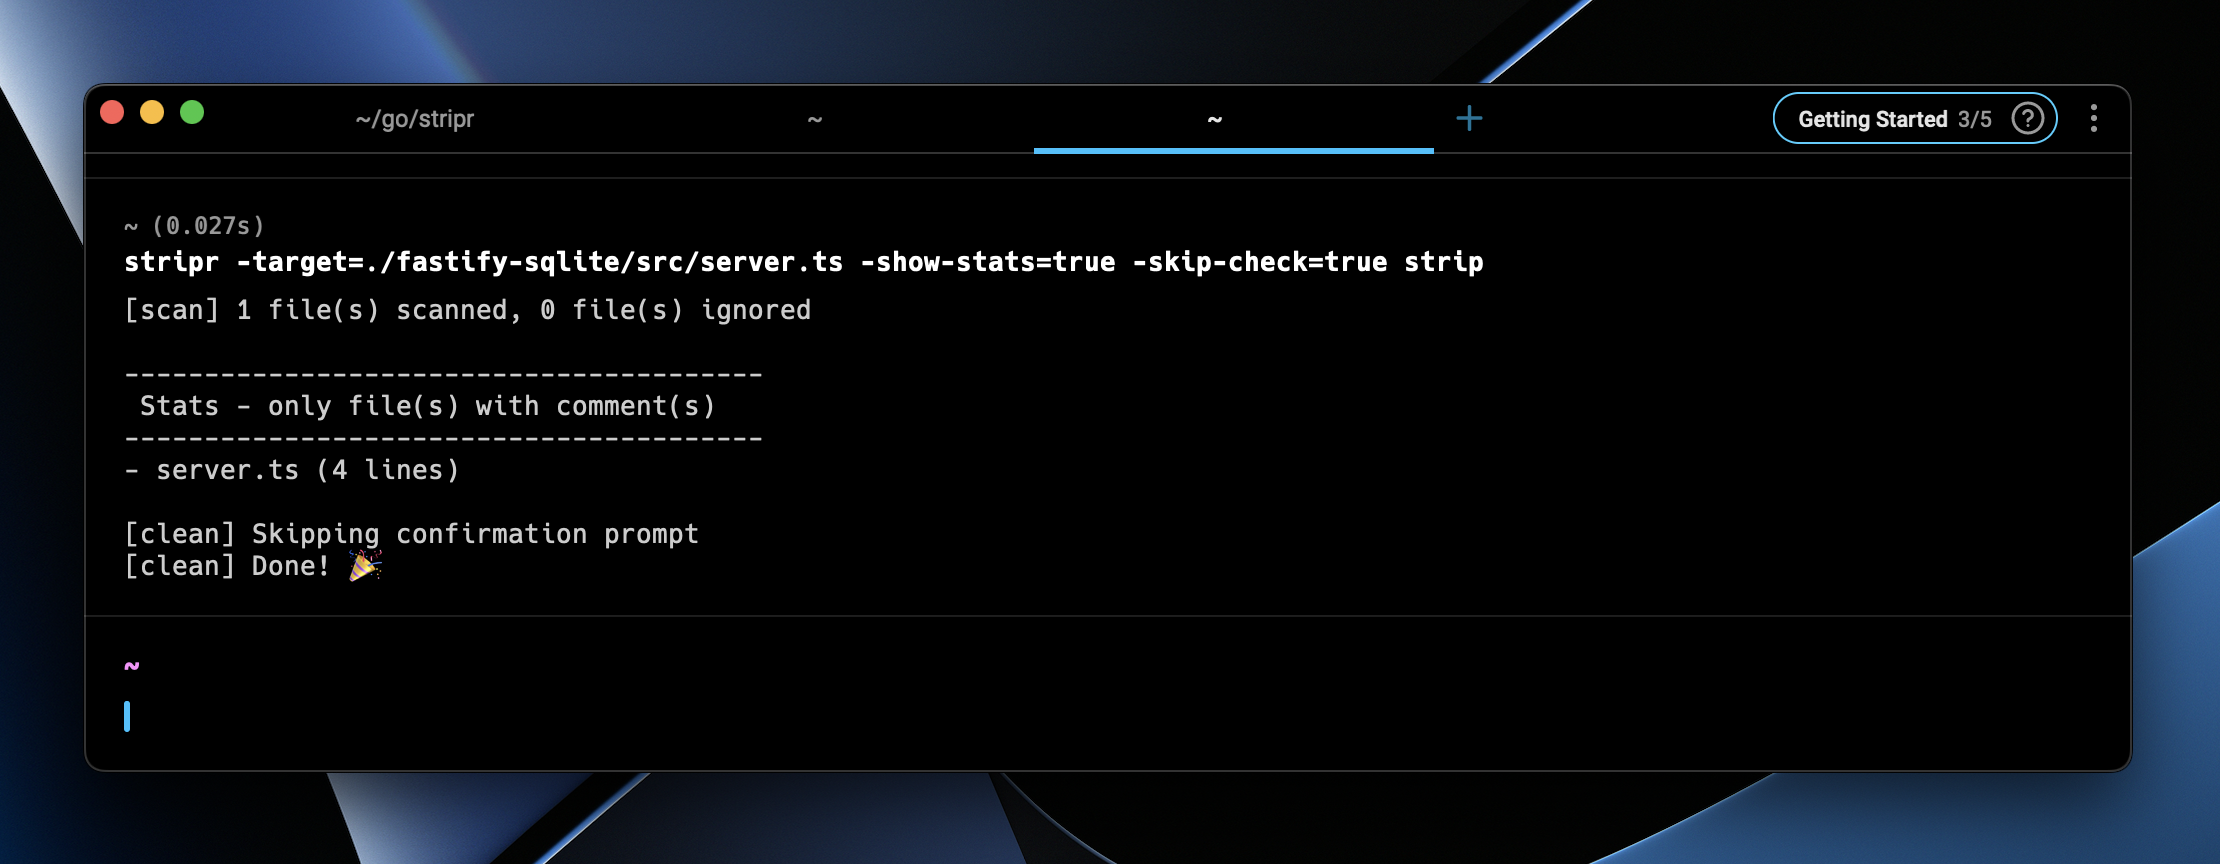 ~/go/stripr
~
~
+
Getting Started 3/5 ?
~ (0.027s)
stripr -target=./fastify-sqlite/src/server.ts -show-stats=true -skip-check=true strip
[scan] 1 file(s) scanned, 0 file(s) ignored
----------------------------------------
Stats - only file(s) with comment(s)
----------------------------------------
- server.ts (4 lines)
[clean] Skipping confirmation prompt
[clean] Done! 🎉
~